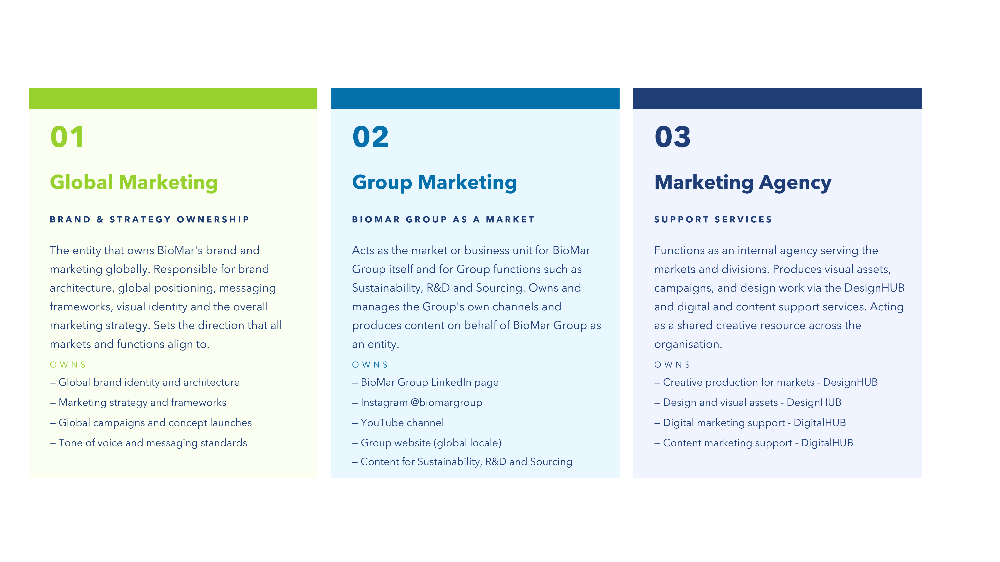 01
Global Marketing
BRAND & STRATEGY OWNERSHIP
The entity that owns BioMar's brand and
marketing globally. Responsible for brand
architecture, global positioning, messaging
frameworks, visual identity and the overall
marketing strategy. Sets the direction that all
markets and functions align to.
OWNS
– Global brand identity and architecture
– Marketing strategy and frameworks
– Global campaigns and concept launches
– Tone of voice and messaging standards
02
Group Marketing
BIOMAR GROUP AS A MARKET
Acts as the market or business unit for BioMar
Group itself and for Group functions such as
Sustainability, R&D and Sourcing. Owns and
manages the Group's own channels and
produces content on behalf of BioMar Group as
an entity.
OWNS
– BioMar Group LinkedIn page
– Instagram @biomargroup
– YouTube channel
– Group website (global locale)
– Content for Sustainability, R&D and Sourcing
03
Marketing Agency
SUPPORT SERVICES
Functions as an internal agency serving the
markets and divisions. Produces visual assets,
campaigns, and design work via the DesignHUB
and digital and content support services. Acting
as a shared creative resource across the
organisation.
OWNS
– Creative production for markets - DesignHUB
– Design and visual assets - DesignHUB
– Digital marketing support - DigitalHUB
– Content marketing support - DigitalHUB